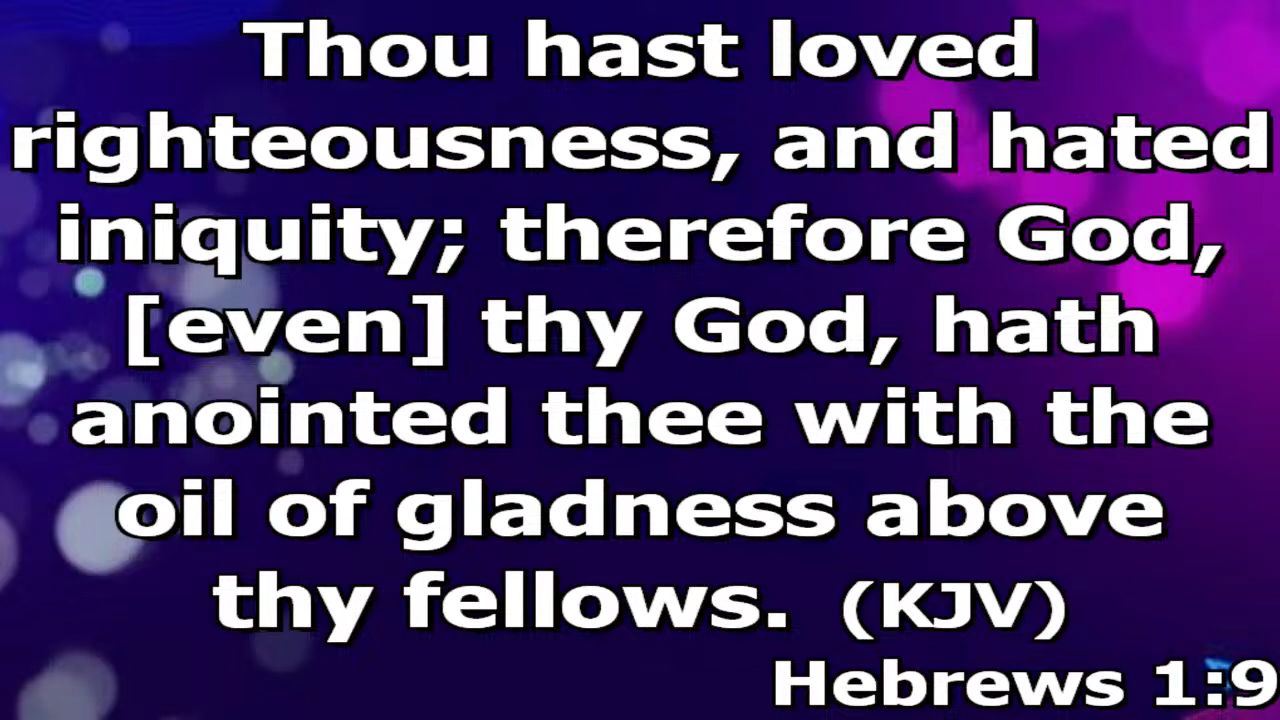 Thou hast loved
righteousness, and hated
iniquity; therefore God,
[even] thy God, hath
anointed thee with the
oil of gladness above
thy fellows. (KJV)
Hebrews 1:9